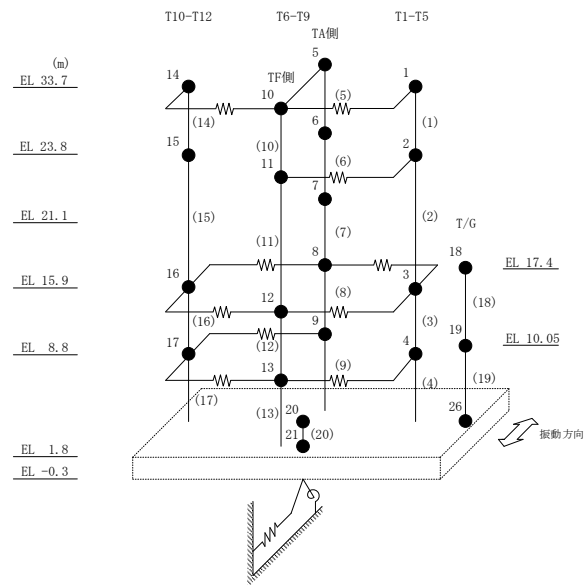 T10-T12 T6-T9 T1-T5
TA側
(m) 5
EL 33.7 14 TF側 1
10 (5)
(14) (1)
6
EL 23.8 15 (10) 2
11 (6)
7
EL 21.1 (15) (7) (2) T/G
(11) 8 18 EL 17.4
EL 15.9 16 3
12 (8) (18)
(16) 9 (3) 19 EL 10.05
EL 8.8 17 (12) 4
13 (9)
(17) (4) (19)
(13) 20 26
21 (20) 振動方向
EL 1.8
EL -0.3